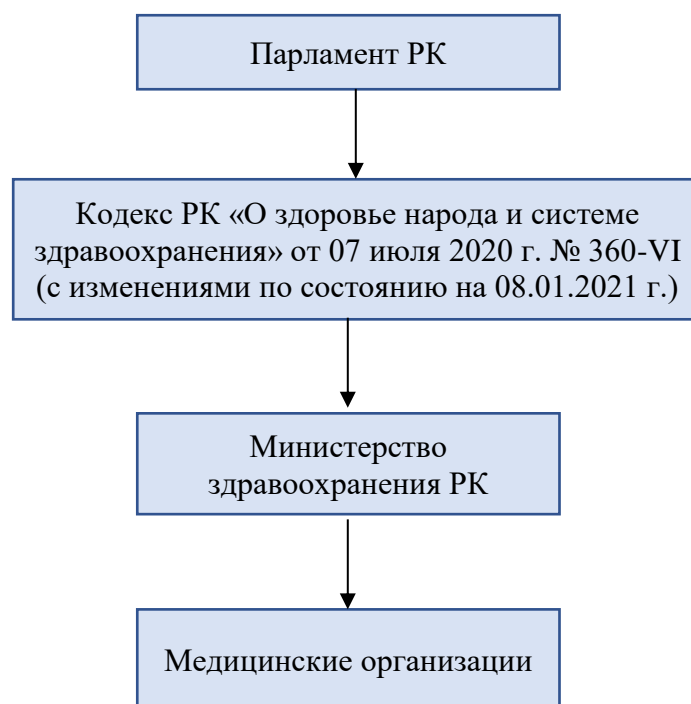 Парламент РК
Кодекс РК «О здоровье народа и системе
здравоохранения» от 07 июля 2020 г. № 360-VI
(с изменениями по состоянию на 08.01.2021 г.)
Министерство
здравоохранения РК
Медицинские организации